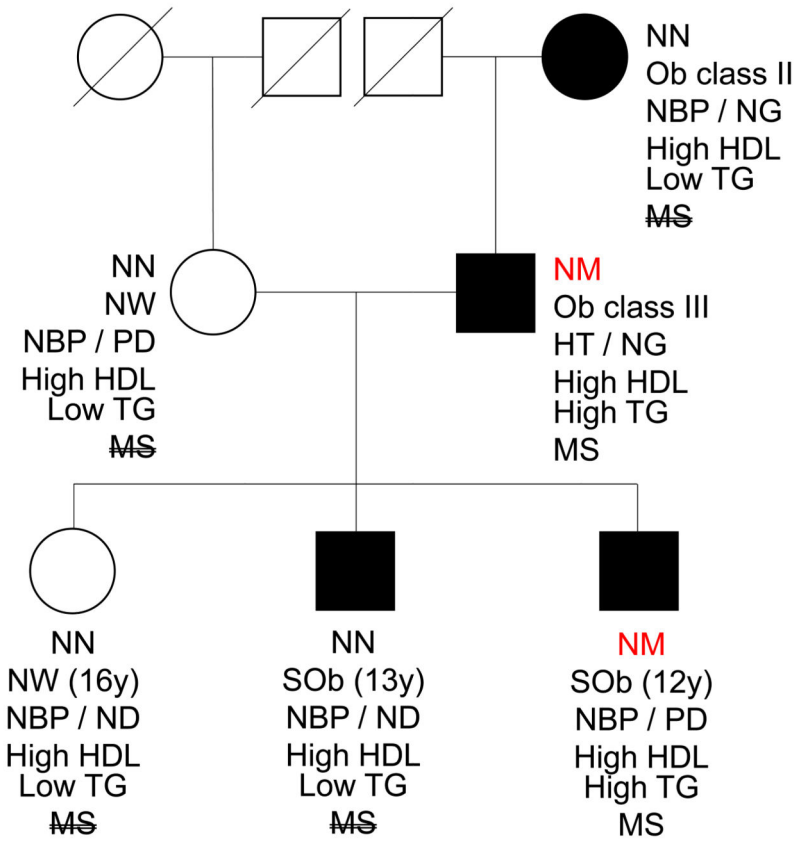 NN
Ob class II
NBP / NG
High HDL
Low TG
MS
NN
NW
NBP / PD
High HDL
Low TG
MS
NM
Ob class III
HT / NG
High HDL
High TG
MS
NN
NW (16y)
NBP / ND
High HDL
Low TG
MS
NN
SOb (13y)
NBP / ND
High HDL
Low TG
MS
NM
SOb (12y)
NBP / PD
High HDL
High TG
MS